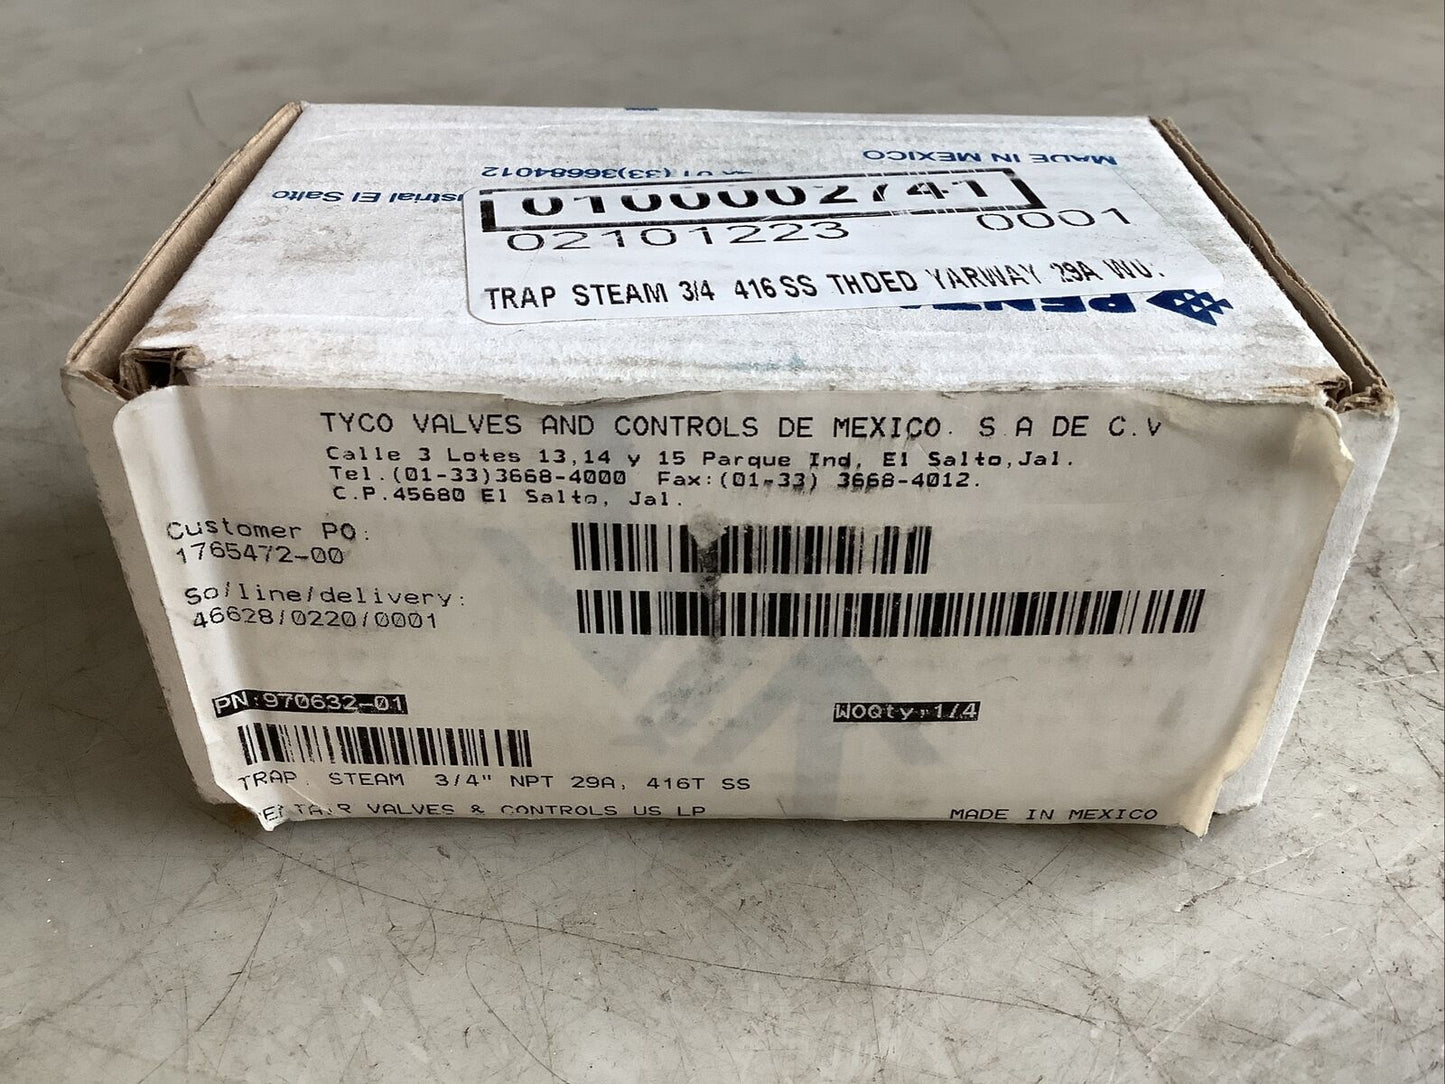 MADE IN MEXICO
(33)36684012
El Salto
0100002741
02101223 0001
TRAP STEAM 3/4 416SS THDED YARWAY 29A WU.
TYCO VALVES AND CONTROLS DE MEXICO. S.A DE C.V
Calle 3 Lotes 13,14 y 15 Parque Ind, El Salto,Jal.
Tel.(01-33)3668-4000 Fax:(01-33) 3668-4012.
C.P.45680 El Salto, Jal.
Customer PO:
1765472-00
So/line/delivery:
46628/0220/0001
PN:970632-01
WOQty:1/4
TRAP, STEAM 3/4" NPT 29A, 416T SS
PENTAIR VALVES & CONTROLS US LP
MADE IN MEXICO